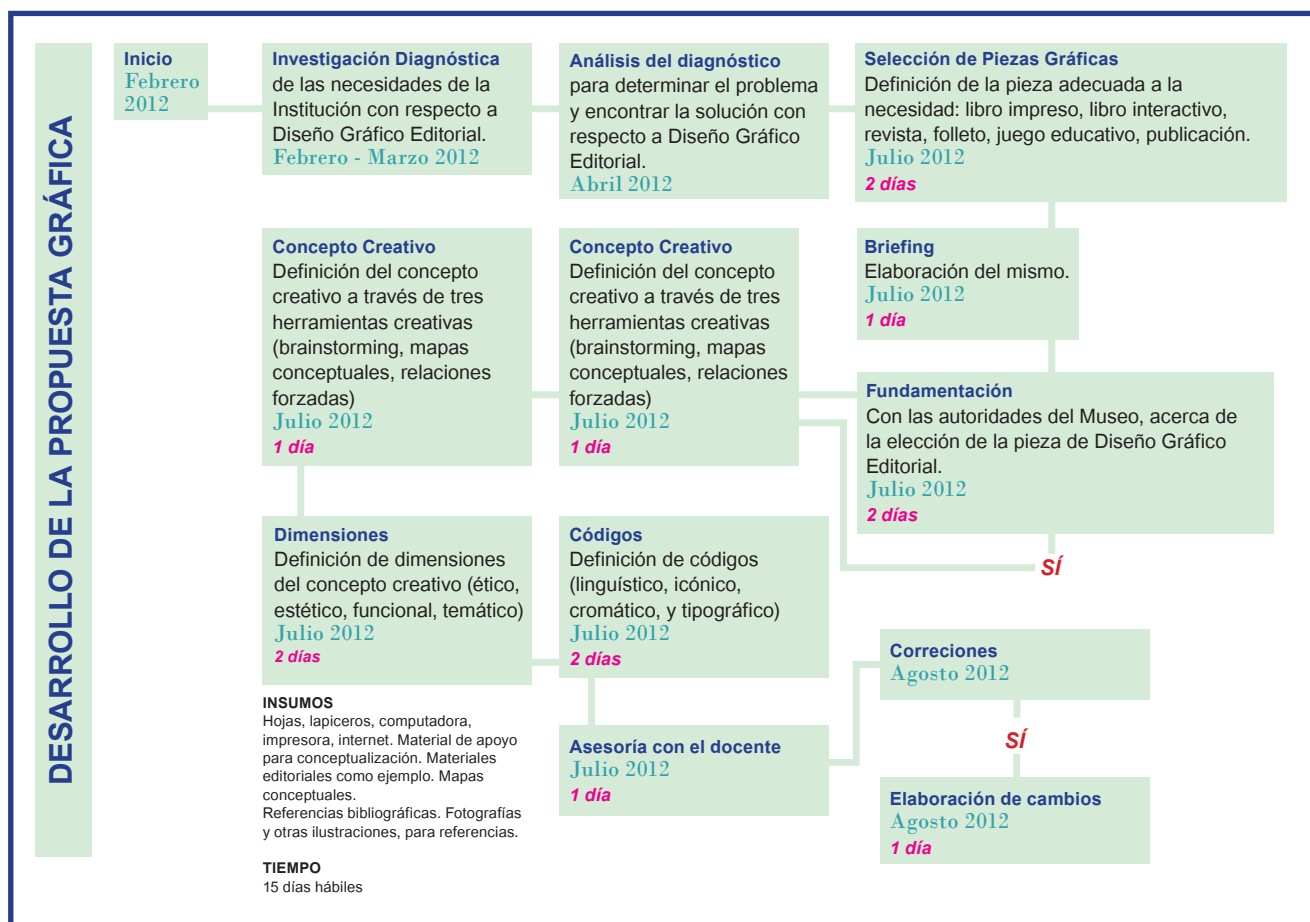 DESARROLLO DE LA PROPUESTA GRÁFICA
Inicio
Febrero
2012
Investigación Diagnóstica
de las necesidades de la
Institución con respecto a
Diseño Gráfico Editorial.
Febrero - Marzo 2012
Análisis del diagnóstico
para determinar el problema
y encontrar la solución con
respecto a Diseño Gráfico
Editorial.
Abril 2012
Selección de Piezas Gráficas
Definición de la pieza adecuada a la
necesidad: libro impreso, libro interactivo,
revista, folleto, juego educativo, publicación.
Julio 2012
2 días
Briefing
Elaboración del mismo.
Julio 2012
1 día
Fundamentación
Con las autoridades del Museo, acerca de
la elección de la pieza de Diseño Gráfico
Editorial.
Julio 2012
2 días
SÍ
Concepto Creativo
Definición del concepto
creativo a través de tres
herramientas creativas
(brainstorming, mapas
conceptuales, relaciones
forzadas)
Julio 2012
1 día
Concepto Creativo
Definición del concepto
creativo a través de tres
herramientas creativas
(brainstorming, mapas
conceptuales, relaciones
forzadas)
Julio 2012
1 día
Dimensiones
Definición de dimensiones
del concepto creativo (ético,
estético, funcional, temático)
Julio 2012
2 días
Códigos
Definición de códigos
(linguístico, icónico,
cromático, y tipográfico)
Julio 2012
2 días
Asesoría con el docente
Julio 2012
1 día
Correciones
Agosto 2012
SÍ
Elaboración de cambios
Agosto 2012
1 día
INSUMOS
Hojas, lapiceros, computadora,
impresora, internet. Material de apoyo
para conceptualización. Materiales
editoriales como ejemplo. Mapas
conceptuales.
Referencias bibliográficas. Fotografías
y otras ilustraciones, para referencias.
TIEMPO
15 días hábiles